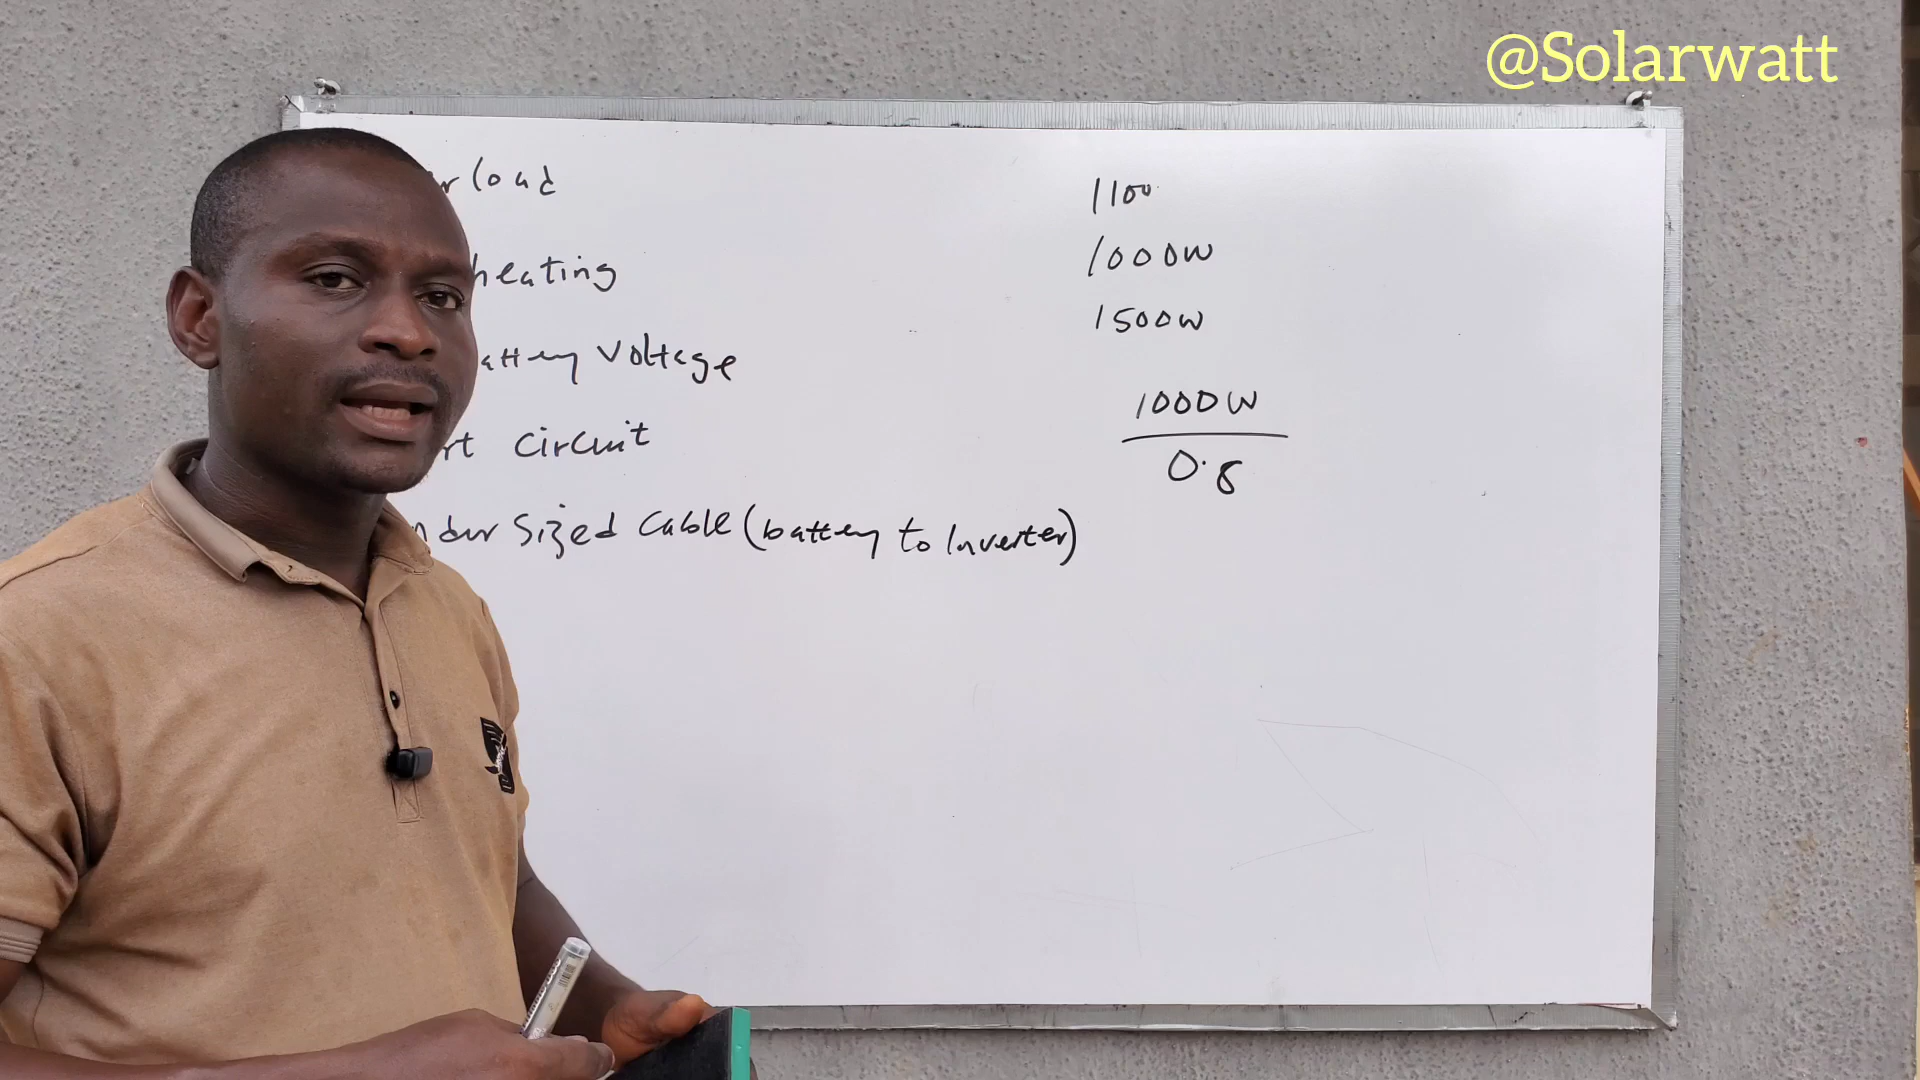 @Solarwatt
rload
heating
attery Voltage
rt Circuit
nder Sized Cable (battery to Inverter)
1100
1000W
1500W
1000W
0.8